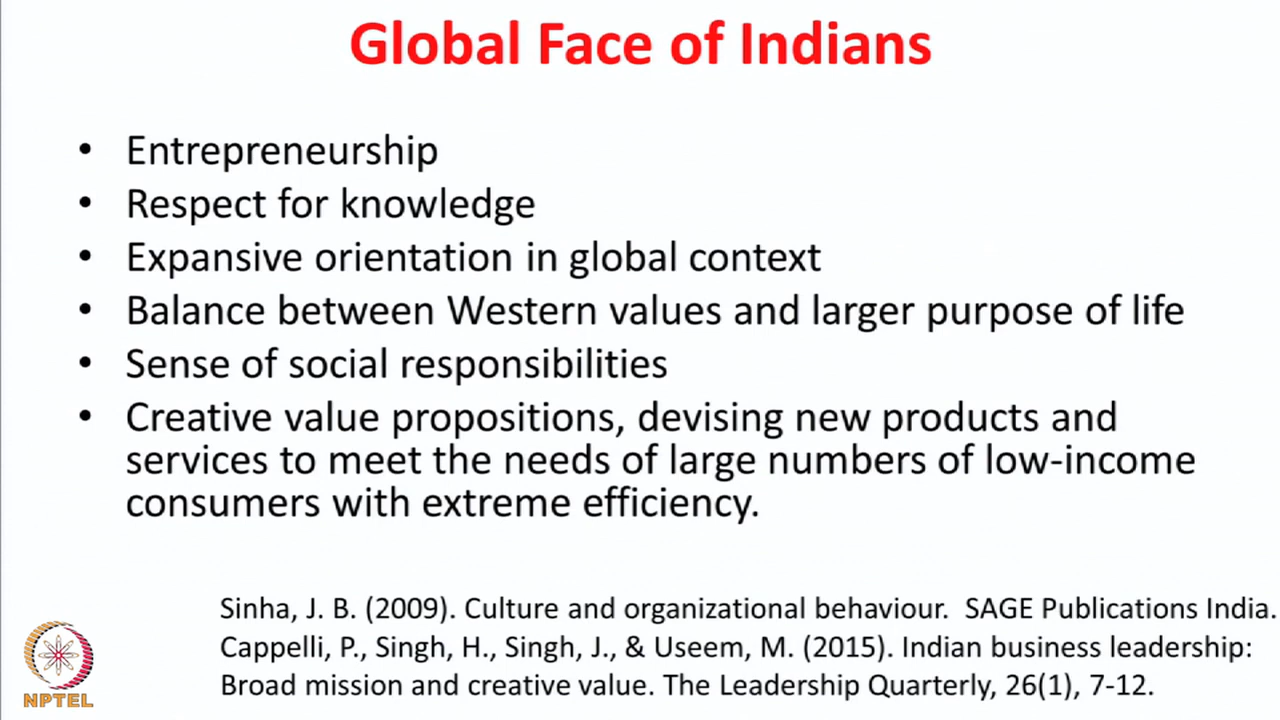 Global Face of Indians
• Entrepreneurship
• Respect for knowledge
• Expansive orientation in global context
• Balance between Western values and larger purpose of life
• Sense of social responsibilities
• Creative value propositions, devising new products and
services to meet the needs of large numbers of low-income
consumers with extreme efficiency.
Sinha, J. B. (2009). Culture and organizational behaviour. SAGE Publications India.
Cappelli, P., Singh, H., Singh, J., & Useem, M. (2015). Indian business leadership:
Broad mission and creative value. The Leadership Quarterly, 26(1), 7-12.
NPTEL